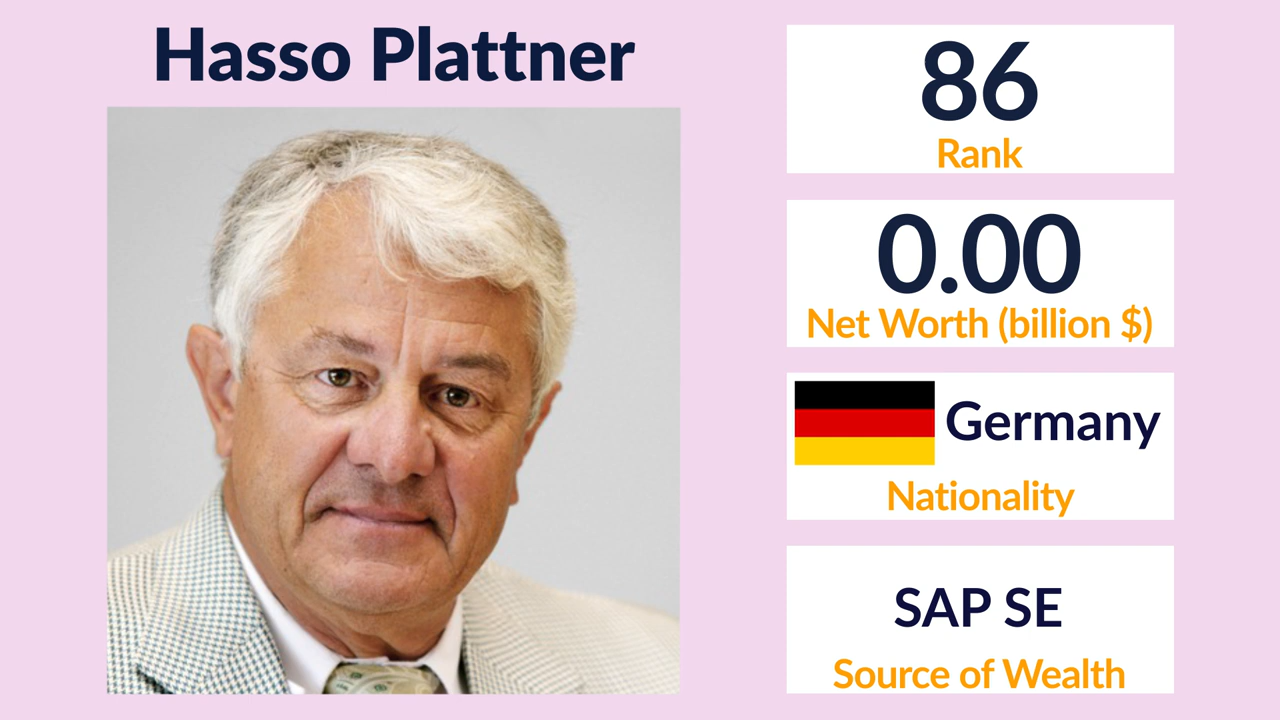 Hasso Plattner
86
Rank
0.00
Net Worth (billion $)
Germany
Nationality
SAP SE
Source of Wealth